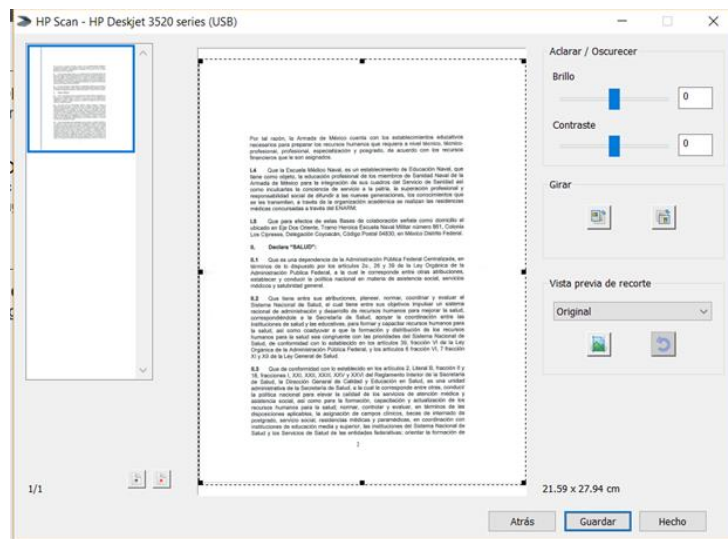 HP Scan - HP Deskjet 3520 series (USB)
Aclarar / Oscurecer
Brillo
0
Contraste
0
Girar
Vista previa de recorte
Original
21.59 x 27.94 cm
1/1
Atrás
Guardar
Hecho
Por tal razón, la Armada de México cuenta con los establecimientos educativos
necesarios para preparar los recursos humanos que requiera a nivel técnico, técnico-
profesional, profesional, especialización y posgrado, de acuerdo con los recursos
financieros que le son asignados.
I.4 Que la Escuela Médico Naval, es un establecimiento de Educación Naval, que
tiene como objeto, la educación profesional de los miembros de Sanidad Naval de la
Armada de México para la integración de sus cuadros del Servicio de Sanidad así
como inculcarles la conciencia de servicio a la patria, la superación profesional y
responsabilidad social de difundir a las nuevas generaciones, los conocimientos que
se les transmiten, a través de la organización académica se realizan las residencias
médicas concursadas a través del ENARM.
I.5 Que para efectos de estas Bases de colaboración señala como domicilio el
ubicado en Eje Dos Oriente, Tramo Heroica Escuela Naval Militar número 861, Colonia
Los Cipreses, Delegación Coyoacán, Código Postal 04830, en México Distrito Federal.
II. Declara "SALUD":
II.1 Que es una dependencia de la Administración Pública Federal Centralizada, en
términos de lo dispuesto por los artículos 2o., 26 y 39 de la Ley Orgánica de la
Administración Pública Federal, a la cual le corresponde entre otras atribuciones,
establecer y conducir la política nacional en materia de asistencia social, servicios
médicos y salubridad general.
II.2 Que tiene entre sus atribuciones, planear, normar, coordinar y evaluar al
Sistema Nacional de Salud, el cual tiene entre sus objetivos impulsar un sistema
racional de administración y desarrollo de recursos humanos para mejorar la salud,
correspondiéndole a la Secretaría de Salud, apoyar la coordinación entre las
instituciones de salud y las educativas, para formar y capacitar recursos humanos para
la salud, así como coadyuvar a que la formación y distribución de los recursos
humanos para la salud sea congruente con las prioridades del Sistema Nacional de
Salud, de conformidad con lo establecido en los artículos 39, fracción VI de la Ley
Orgánica de la Administración Pública Federal, y los artículos 6 fracción VI, 7 fracción
XI y XII de la Ley General de Salud.
II.3 Que de conformidad con lo establecido en los artículos 2, Literal B, fracción II y
18, fracciones I, XXI, XXII, XXIII, XXV y XXVI del Reglamento Interior de la Secretaría
de Salud, la Dirección General de Calidad y Educación en Salud, es una unidad
administrativa de la Secretaría de Salud, a la cual le corresponde entre otras, conducir
la política nacional para elevar la calidad de los servicios de atención médica y
asistencia social, así como para la formación, capacitación y actualización de los
recursos humanos para la salud; normar, controlar y evaluar, en términos de las
disposiciones aplicables, la asignación de campos clínicos, becas de internado de
postgrado, servicio social, residencias médicas y paramédicas, en coordinación con
instituciones de educación media y superior, las instituciones del Sistema Nacional de
Salud y los Servicios de Salud de las entidades federativas; orientar la formación de